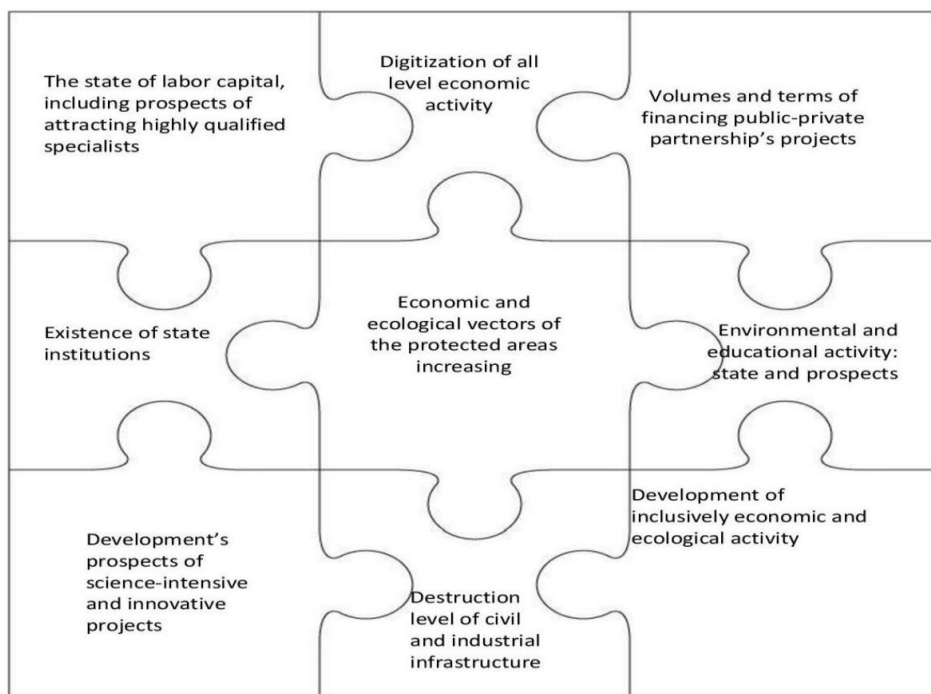 The state of labor capital,
including prospects of
attracting highly qualified
specialists
Digitization of all
level economic
activity
Volumes and terms of
financing public-private
partnership’s projects
Existence of state
institutions
Economic and
ecological vectors of
the protected areas
increasing
Environmental and
educational activity:
state and prospects
Development’s
prospects of
science-intensive
and innovative
projects
Destruction
level of civil
and industrial
infrastructure
Development of
inclusively economic and
ecological activity